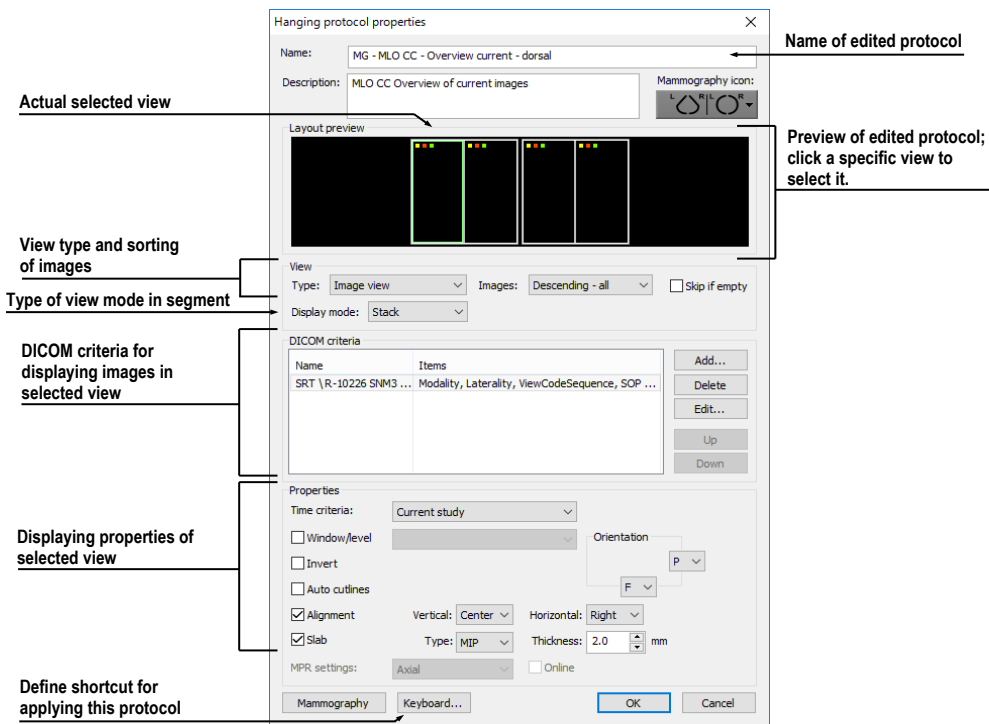 Hanging protocol properties
Name of edited protocol
Name:
MG - MLO CC - Overview current - dorsal
Description:
MLO CC Overview of current images
Mammography icon:
L R L R
Actual selected view
Layout preview
Preview of edited protocol;
click a specific view to
select it.
View type and sorting
of images
View
Type: Image view Images: Descending - all Skip if empty
Type of view mode in segment
Display mode: Stack
DICOM criteria for
displaying images in
selected view
DICOM criteria
Name Items
SRT \R-10226 SNM3 ... Modality, Laterality, ViewCodeSequence, SOP ...
Add...
Delete
Edit...
Up
Down
Properties
Time criteria: Current study
Displaying properties of
selected view
Window/level
Orientation
Invert
P
Auto cutlines
F
Alignment Vertical: Center Horizontal: Right
Slab Type: MIP Thickness: 2.0 mm
MPR settings: Axial Online
Define shortcut for
applying this protocol
Mammography Keyboard... OK Cancel